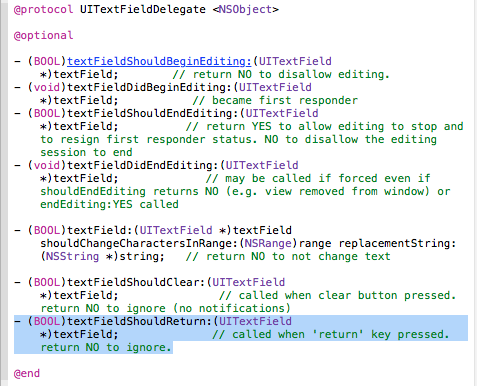 @protocol UITextFieldDelegate <NSObject>
@optional
- (BOOL)textFieldShouldBeginEditing:(UITextField
*)textField;        // return NO to disallow editing.
- (void)textFieldDidBeginEditing:(UITextField
*)textField;           // became first responder
- (BOOL)textFieldShouldEndEditing:(UITextField
*)textField;          // return YES to allow editing to stop and
to resign first responder status. NO to disallow the editing
session to end
- (void)textFieldDidEndEditing:(UITextField
*)textField;             // may be called if forced even if
shouldEndEditing returns NO (e.g. view removed from window) or
endEditing:YES called
- (BOOL)textField:(UITextField *)textField
shouldChangeCharactersInRange:(NSRange)range replacementString:
(NSString *)string;   // return NO to not change text
- (BOOL)textFieldShouldClear:(UITextField
*)textField;               // called when clear button pressed.
return NO to ignore (no notifications)
- (BOOL)textFieldShouldReturn:(UITextField
*)textField;              // called when 'return' key pressed.
return NO to ignore.
@end